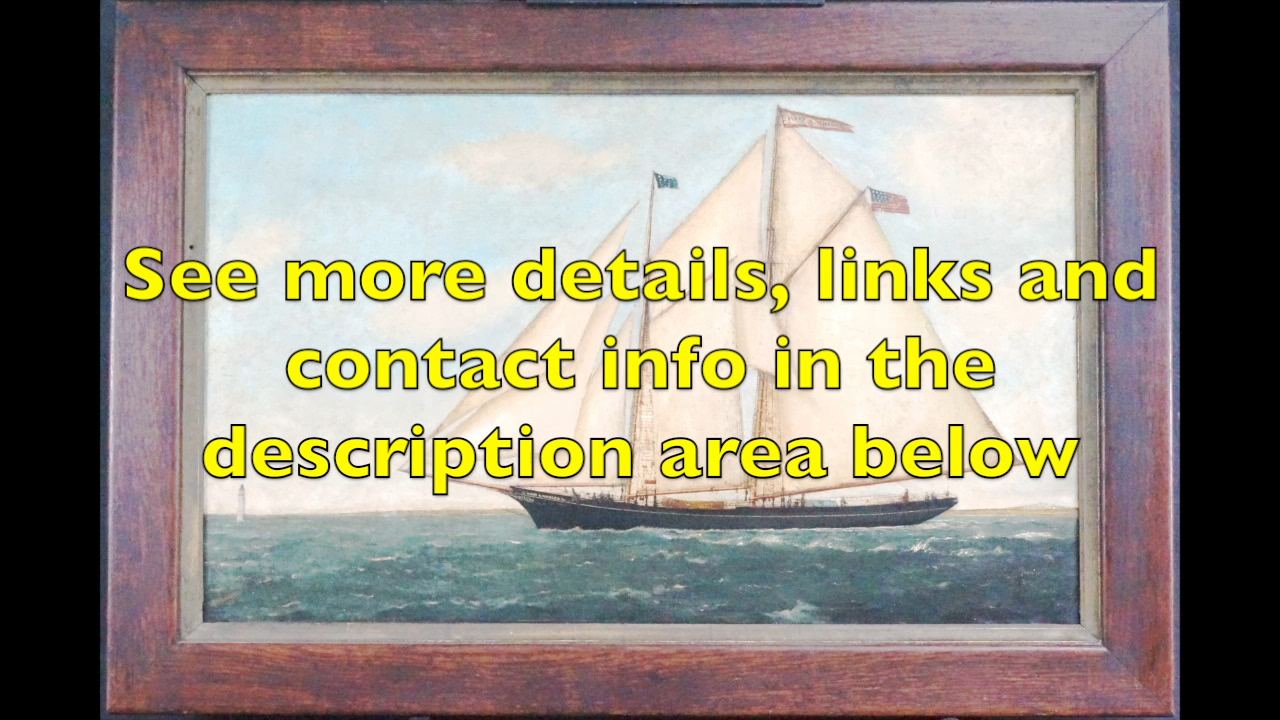 See more details, links and
contact info in the
description area below